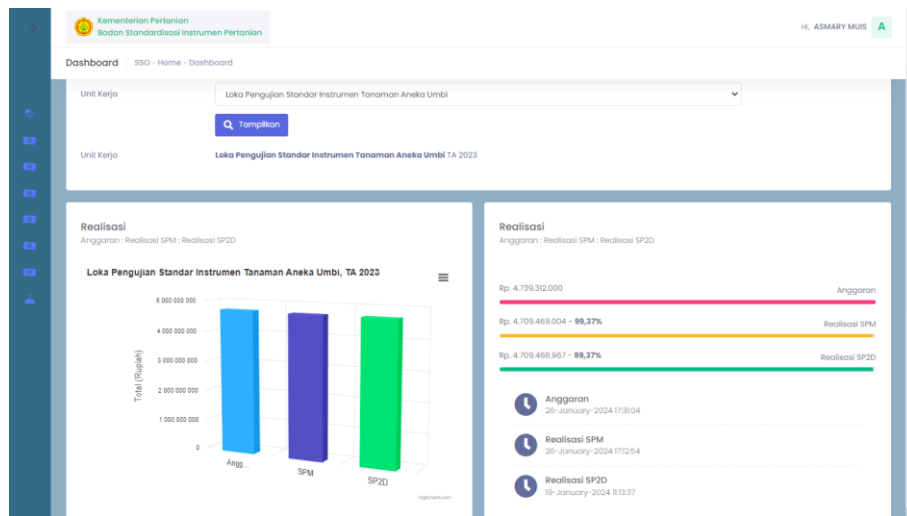 Kementerian Pertanian
Badan Standardisasi Instrumen Pertanian
Hi, ASMARY MUIS A
Dashboard SSO - Home - Dashboard
Unit Kerja Loka Pengujian Standar Instrumen Tanaman Aneka Umbi
Tampilkan
Unit Kerja Loka Pengujian Standar Instrumen Tanaman Aneka Umbi TA 2023
Realisasi
Anggaran : Realisasi SPM : Realisasi SP2D
Loka Pengujian Standar Instrumen Tanaman Aneka Umbi, TA 2023
Total (Rupiah)
5 000 000 000
4 000 000 000
3 000 000 000
2 000 000 000
1 000 000 000
0
Angg...
SPM
SP2D
Highcharts.com
Realisasi
Anggaran : Realisasi SPM : Realisasi SP2D
Rp. 4.739.312.000 Anggaran
Rp. 4.709.469.004 - 99,37% Realisasi SPM
Rp. 4.709.468.967 - 99,37% Realisasi SP2D
Anggaran
26-January-2024 17:31:04
Realisasi SPM
26-January-2024 17:12:54
Realisasi SP2D
19-January-2024 11:13:37